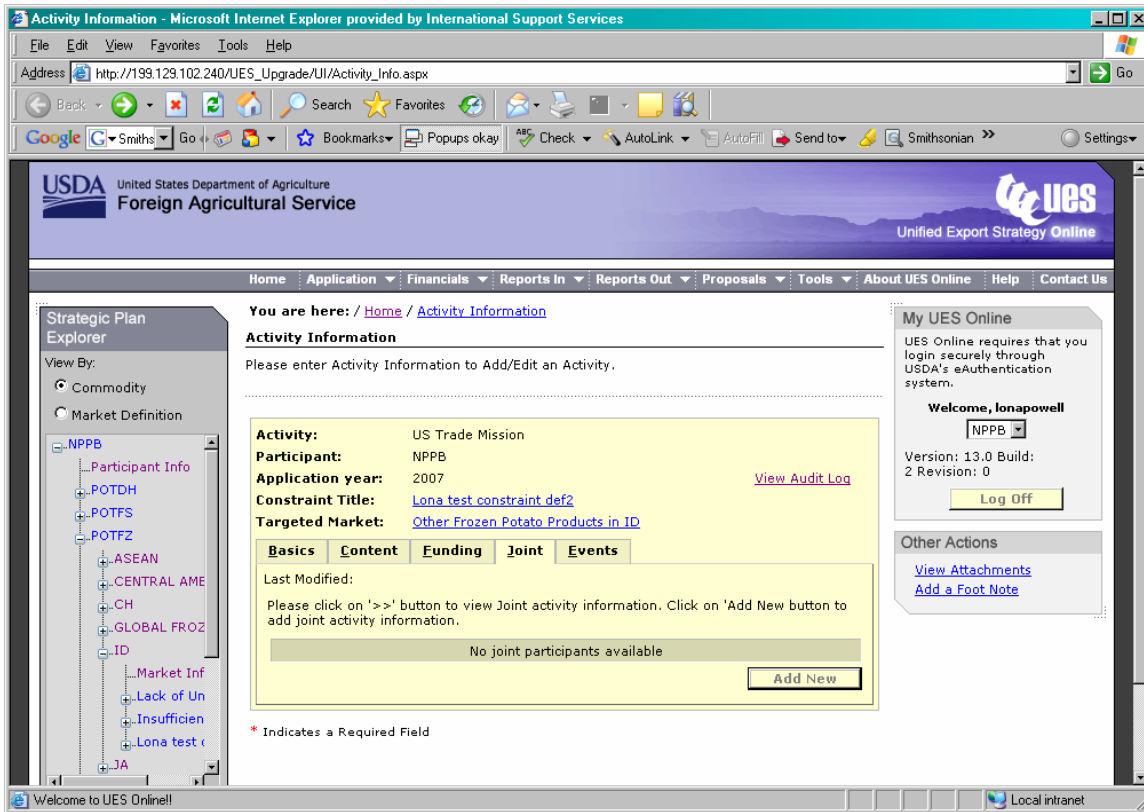 Activity Information - Microsoft Internet Explorer provided by International Support Services
File Edit View Favorites Tools Help
Address http://199.129.102.240/UES_Upgrade/UI/Activity_Info.aspx Go
Back Search Favorites
Google G Smiths Go Bookmarks Popups okay ABC Check AutoLink AutoFill Send to Smithsonian >> Settings
USDA United States Department of Agriculture
Foreign Agricultural Service
ues
Unified Export Strategy Online
Home Application Financials Reports In Reports Out Proposals Tools About UES Online Help Contact Us
Strategic Plan
Explorer
View By:
Commodity
Market Definition
NPPB
Participant Info
POTDH
POTFS
POTFZ
ASEAN
CENTRAL AME
CH
GLOBAL FROZ
ID
Market Inf
Lack of Un
Insufficien
Lona test
JA
You are here: / Home / Activity Information
Activity Information
Please enter Activity Information to Add/Edit an Activity.
Activity: US Trade Mission
Participant: NPPB
Application year: 2007 View Audit Log
Constraint Title: Lona test constraint def2
Targeted Market: Other Frozen Potato Products in ID
Basics Content Funding Joint Events
Last Modified:
Please click on '>>' button to view Joint activity information. Click on 'Add New button to
add joint activity information.
No joint participants available
Add New
* Indicates a Required Field
My UES Online
UES Online requires that you
login securely through
USDA's eAuthentication
system.
Welcome, lonapowell
NPPB
Version: 13.0 Build:
2 Revision: 0
Log Off
Other Actions
View Attachments
Add a Foot Note
Welcome to UES Online!!
Local intranet